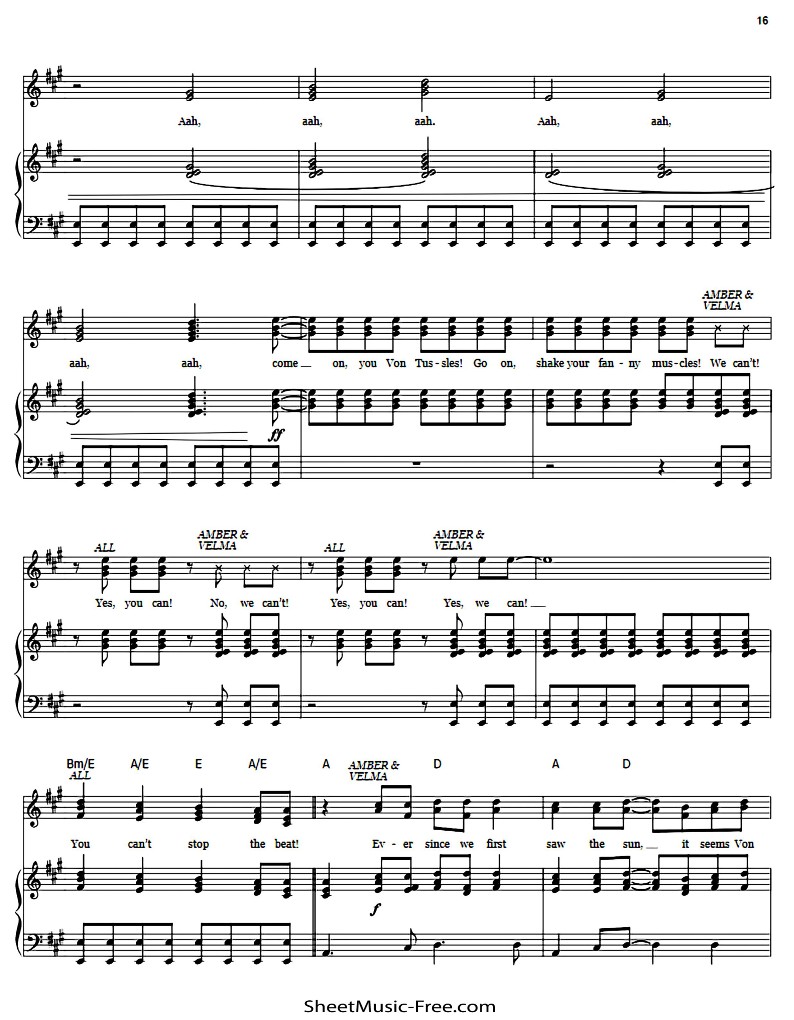 16
Aah, aah, aah. Aah, aah,
AMBER &
VELMA
aah, aah, come on, you Von Tus-sles! Go on, shake your fan-ny mus-cles! We can't!
ff
ALL AMBER &
VELMA ALL AMBER &
VELMA
Yes, you can! No, we can't! Yes, you can! Yes, we can!
Bm/E A/E E A/E A AMBER &
VELMA D A D
ALL
You can't stop the beat! Ev-er since we first saw the sun, it seems Von
f
SheetMusic-Free.com